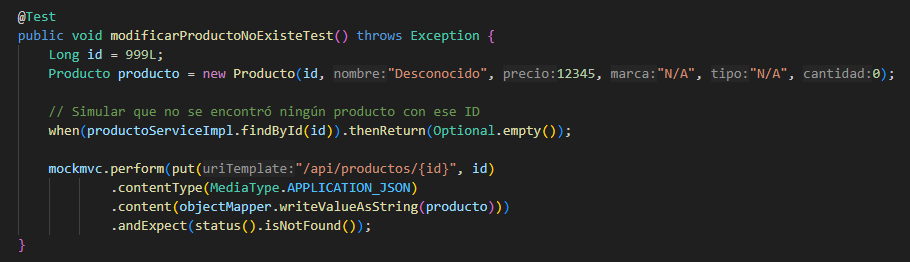 @Test
public void modificarProductoNoExisteTest() throws Exception {
Long id = 999L;
Producto producto = new Producto(id, nombre:"Desconocido", precio:12345, marca:"N/A", tipo:"N/A", cantidad:0);
// Simular que no se encontró ningún producto con ese ID
when(productoServiceImpl.findById(id)).thenReturn(Optional.empty());
mockmvc.perform(put(uriTemplate:"/api/productos/{id}", id)
.contentType(MediaType.APPLICATION_JSON)
.content(objectMapper.writeValueAsString(producto)))
.andExpect(status().isNotFound());
}